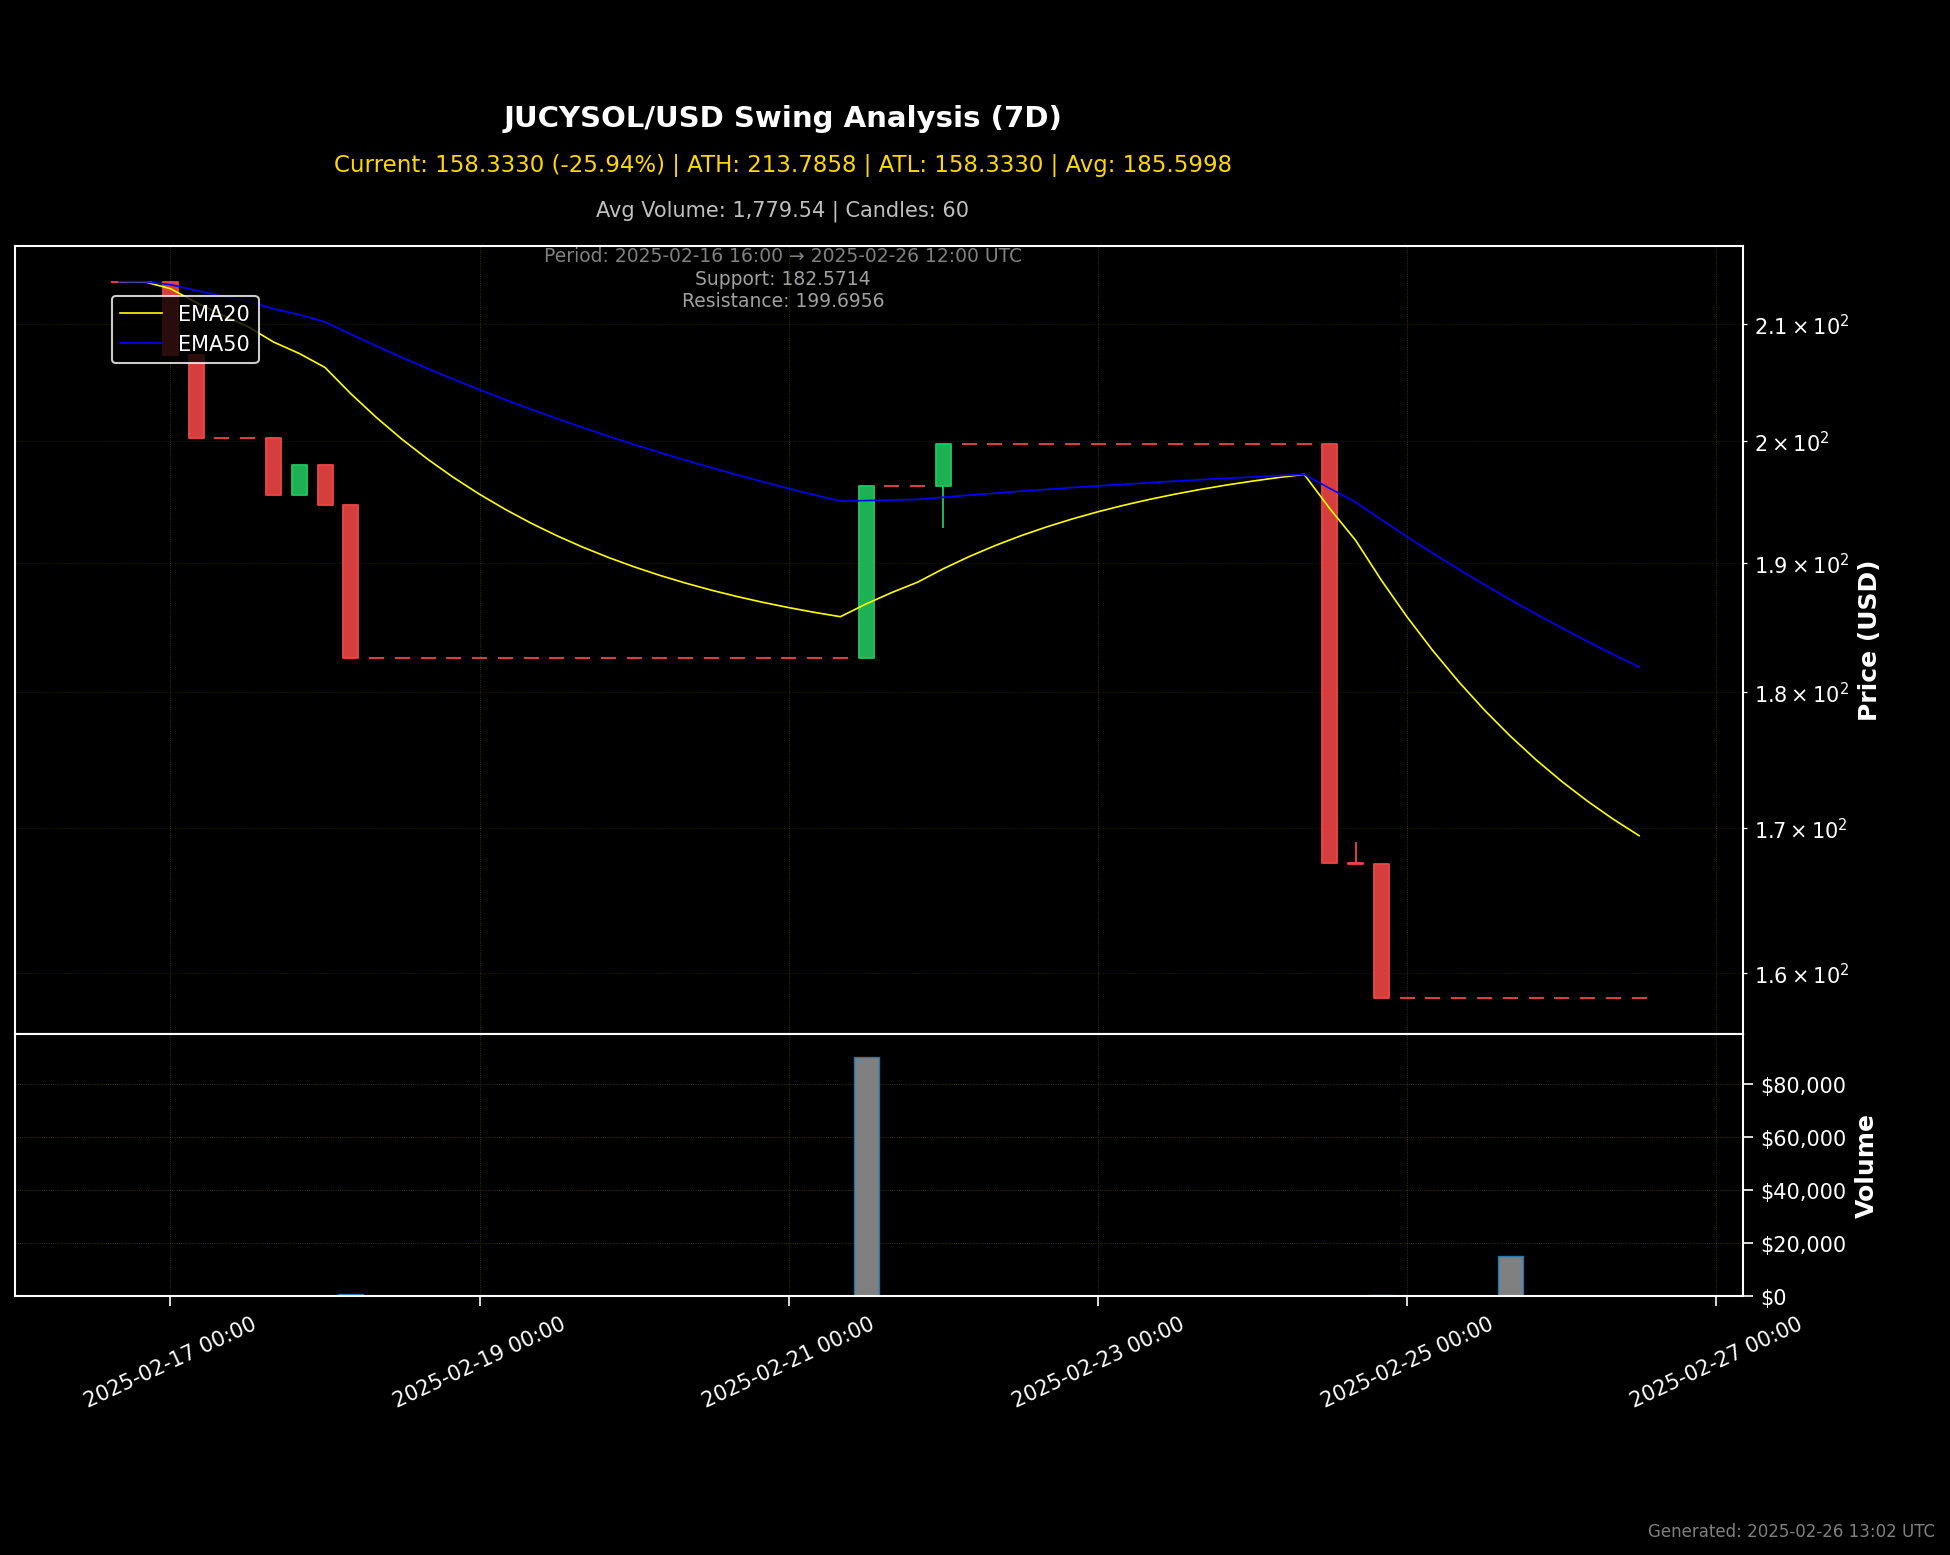 JUCYSOL/USD Swing Analysis (7D)
Current: 158.3330 (-25.94%) | ATH: 213.7858 | ATL: 158.3330 | Avg: 185.5998
Avg Volume: 1,779.54 | Candles: 60
Period: 2025-02-16 16:00 → 2025-02-26 12:00 UTC
Support: 182.5714
Resistance: 199.6956
EMA20
EMA50
2.1 × 10²
2 × 10²
1.9 × 10²
1.8 × 10²
1.7 × 10²
1.6 × 10²
Price (USD)
$80,000
$60,000
$40,000
$20,000
$0
Volume
2025-02-17 00:00
2025-02-19 00:00
2025-02-21 00:00
2025-02-23 00:00
2025-02-25 00:00
2025-02-27 00:00
Generated: 2025-02-26 13:02 UTC